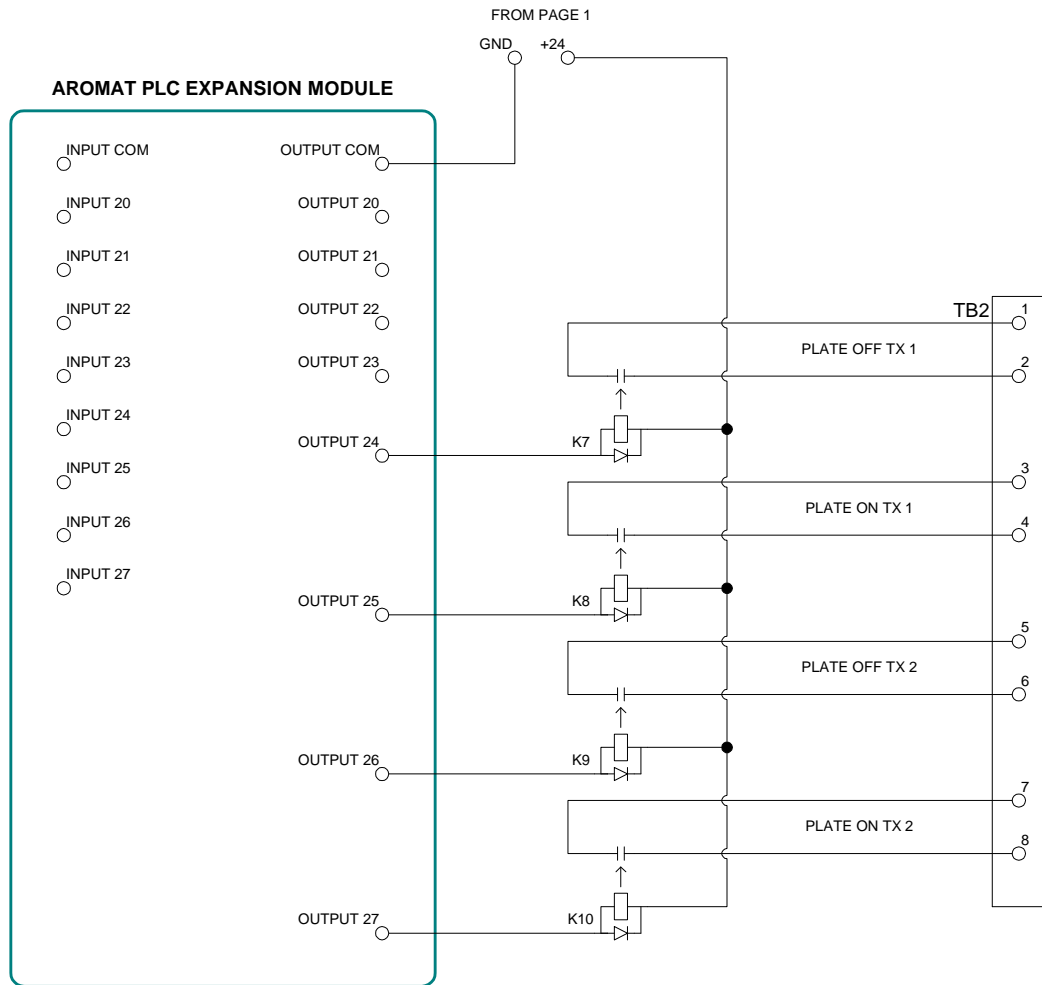 FROM PAGE 1
GND +24
AROMAT PLC EXPANSION MODULE
INPUT COM
OUTPUT COM
INPUT 20
OUTPUT 20
INPUT 21
OUTPUT 21
INPUT 22
OUTPUT 22
INPUT 23
OUTPUT 23
INPUT 24
OUTPUT 24
INPUT 25
INPUT 26
INPUT 27
OUTPUT 25
OUTPUT 26
OUTPUT 27
K7
K8
K9
K10
TB2
1
PLATE OFF TX 1
2
3
PLATE ON TX 1
4
5
PLATE OFF TX 2
6
7
PLATE ON TX 2
8